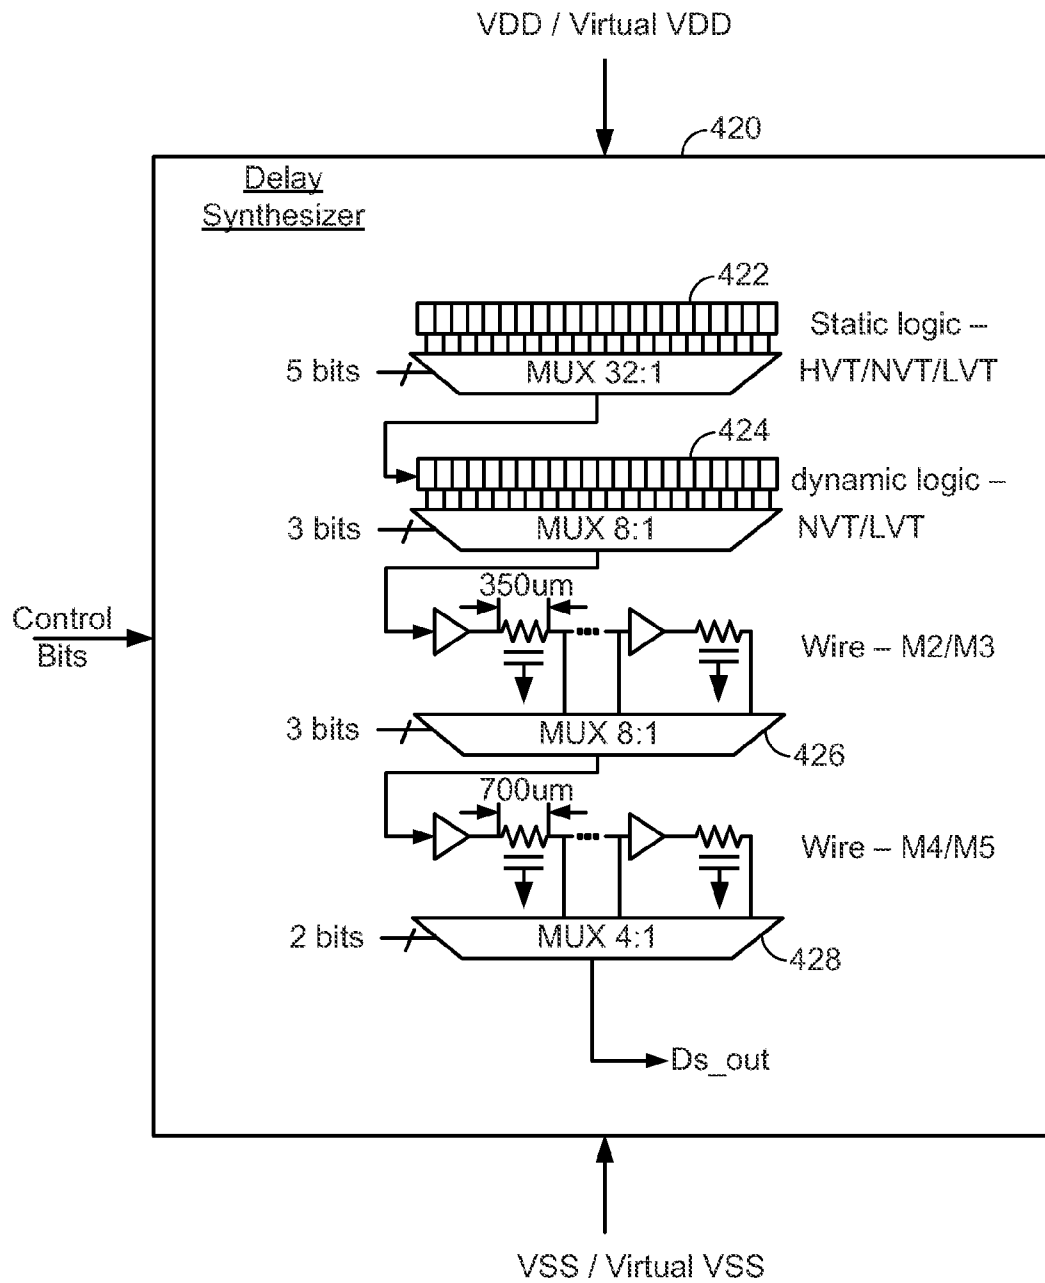 VDD / Virtual VDD
420
Delay
Synthesizer
422
Static logic –
HVT/NVT/LVT
5 bits
MUX 32:1
424
dynamic logic –
NVT/LVT
3 bits
MUX 8:1
350um
Control
Bits
Wire – M2/M3
3 bits
MUX 8:1
426
700um
Wire – M4/M5
2 bits
MUX 4:1
428
Ds_out
VSS / Virtual VSS